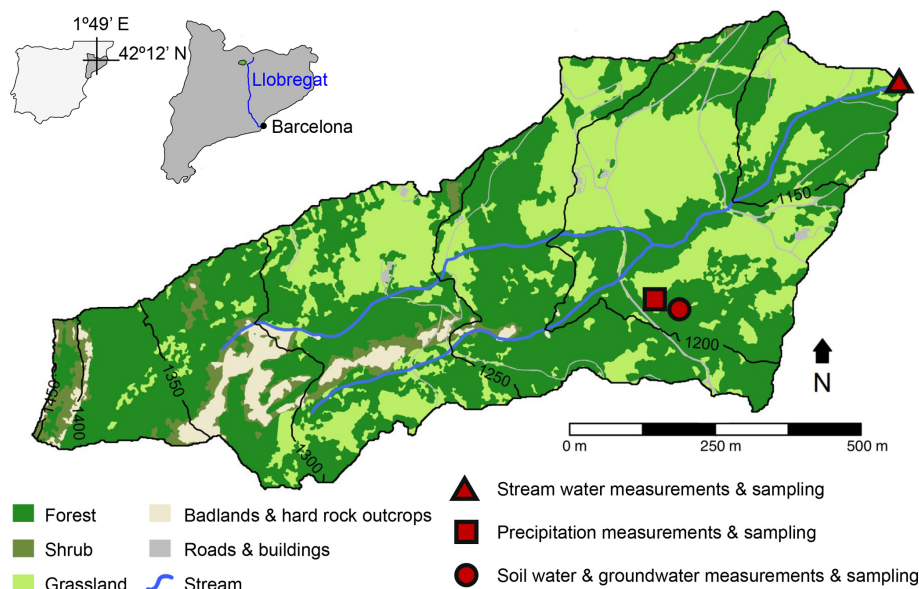 1º49’ E
42º12’ N
Llobregat
Barcelona
1150
1200
1250
1300
1350
1400
1450
N
0 m
250 m
500 m
Forest
Shrub
Grassland
Badlands & hard rock outcrops
Roads & buildings
Stream
Stream water measurements & sampling
Precipitation measurements & sampling
Soil water & groundwater measurements & sampling